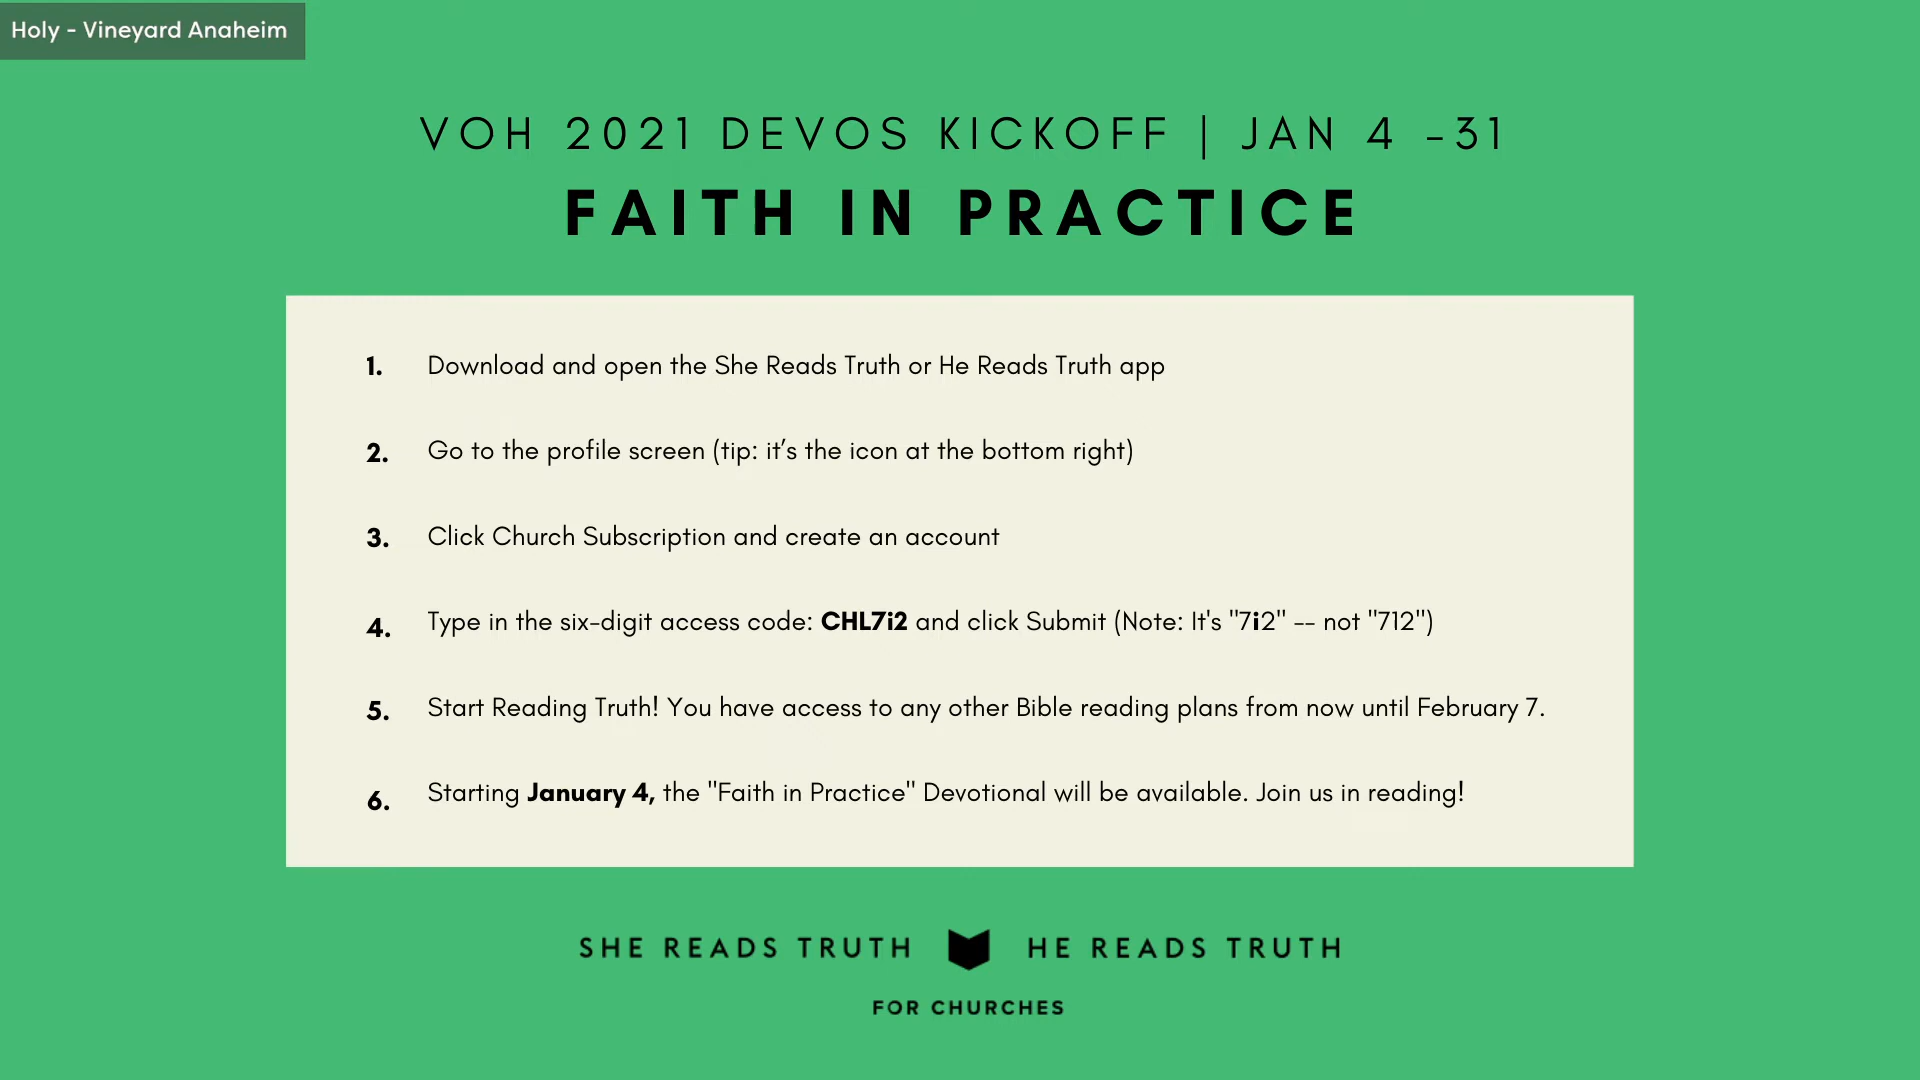 Holy - Vineyard Anaheim
VOH 2021 DEVOS KICKOFF | JAN 4 -31
FAITH IN PRACTICE
1. Download and open the She Reads Truth or He Reads Truth app
2. Go to the profile screen (tip: it’s the icon at the bottom right)
3. Click Church Subscription and create an account
4. Type in the six-digit access code: CHL7i2 and click Submit (Note: It's "7i2" -- not "712")
5. Start Reading Truth! You have access to any other Bible reading plans from now until February 7.
6. Starting January 4, the "Faith in Practice" Devotional will be available. Join us in reading!
SHE READS TRUTH HE READS TRUTH
FOR CHURCHES